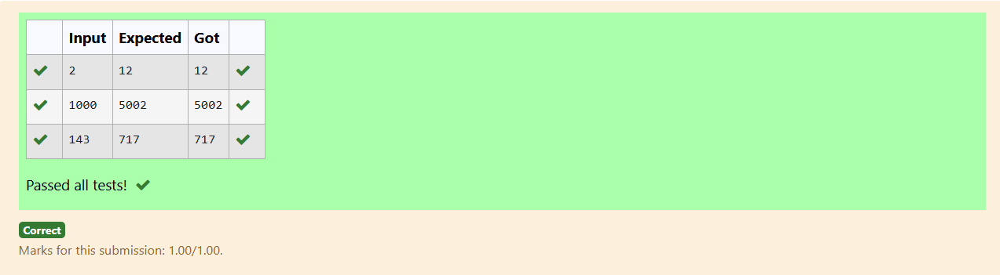 Input Expected Got
2 12 12
1000 5002 5002
143 717 717
Passed all tests!
Correct
Marks for this submission: 1.00/1.00.